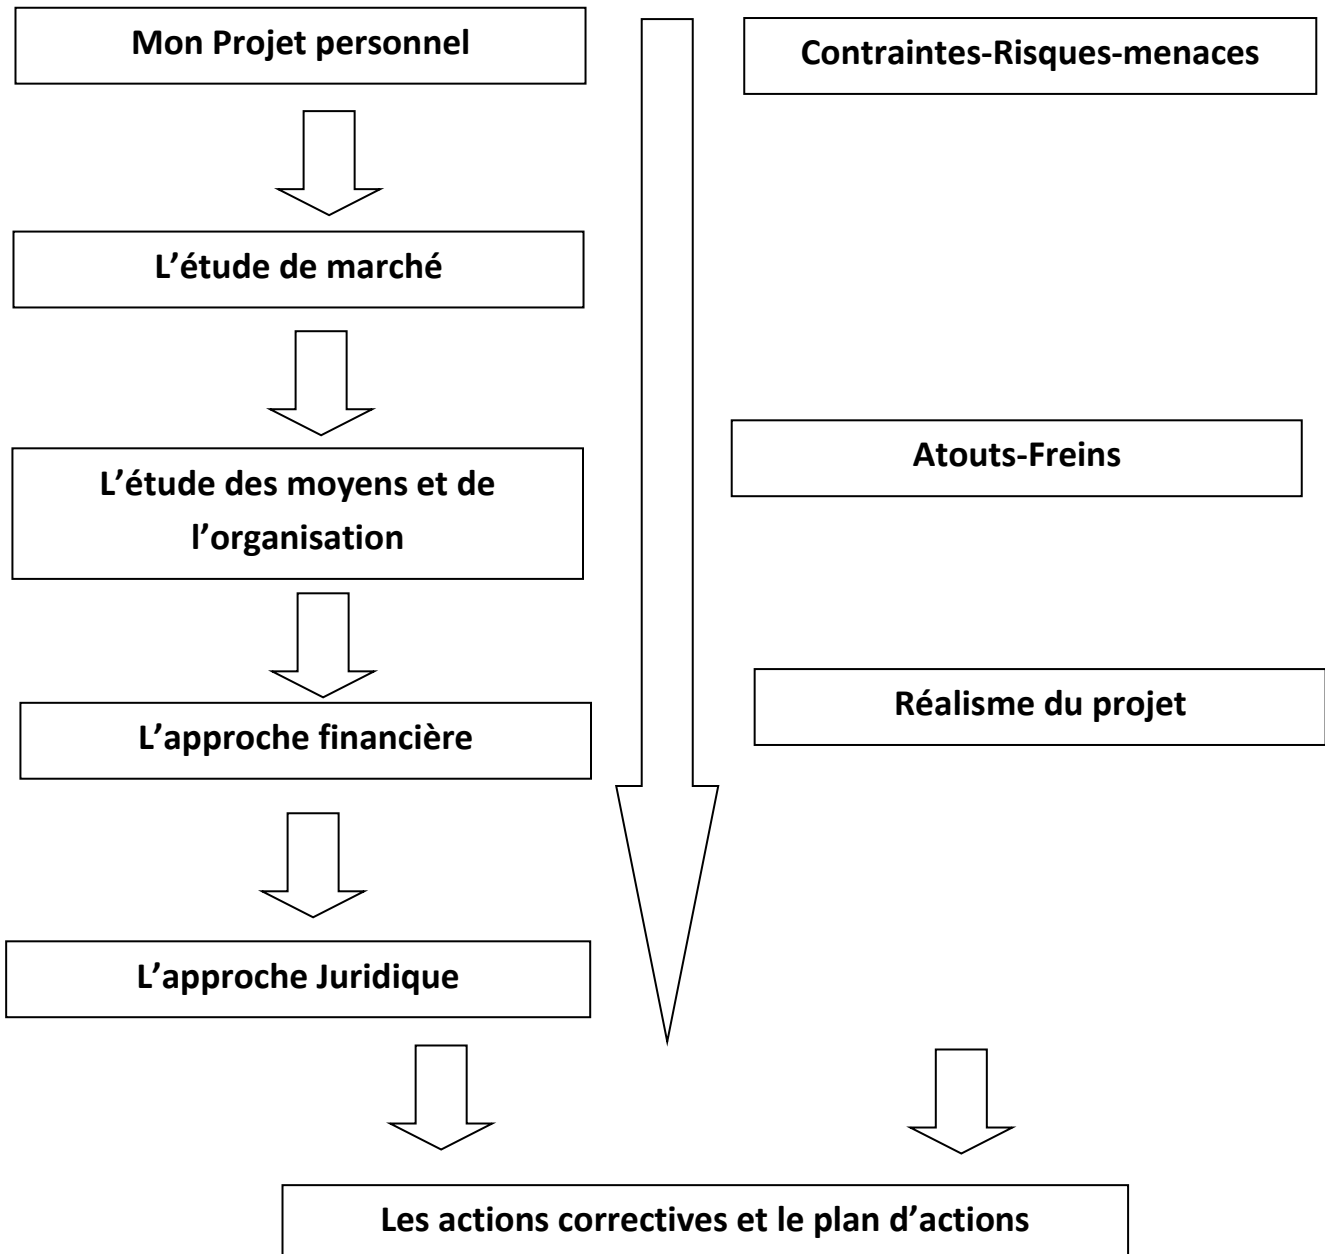 Mon Projet personnel
Contraintes-Risques-menaces
L’étude de marché
Atouts-Freins
L’étude des moyens et de
l’organisation
Réalisme du projet
L’approche financière
L’approche Juridique
Les actions correctives et le plan d’actions